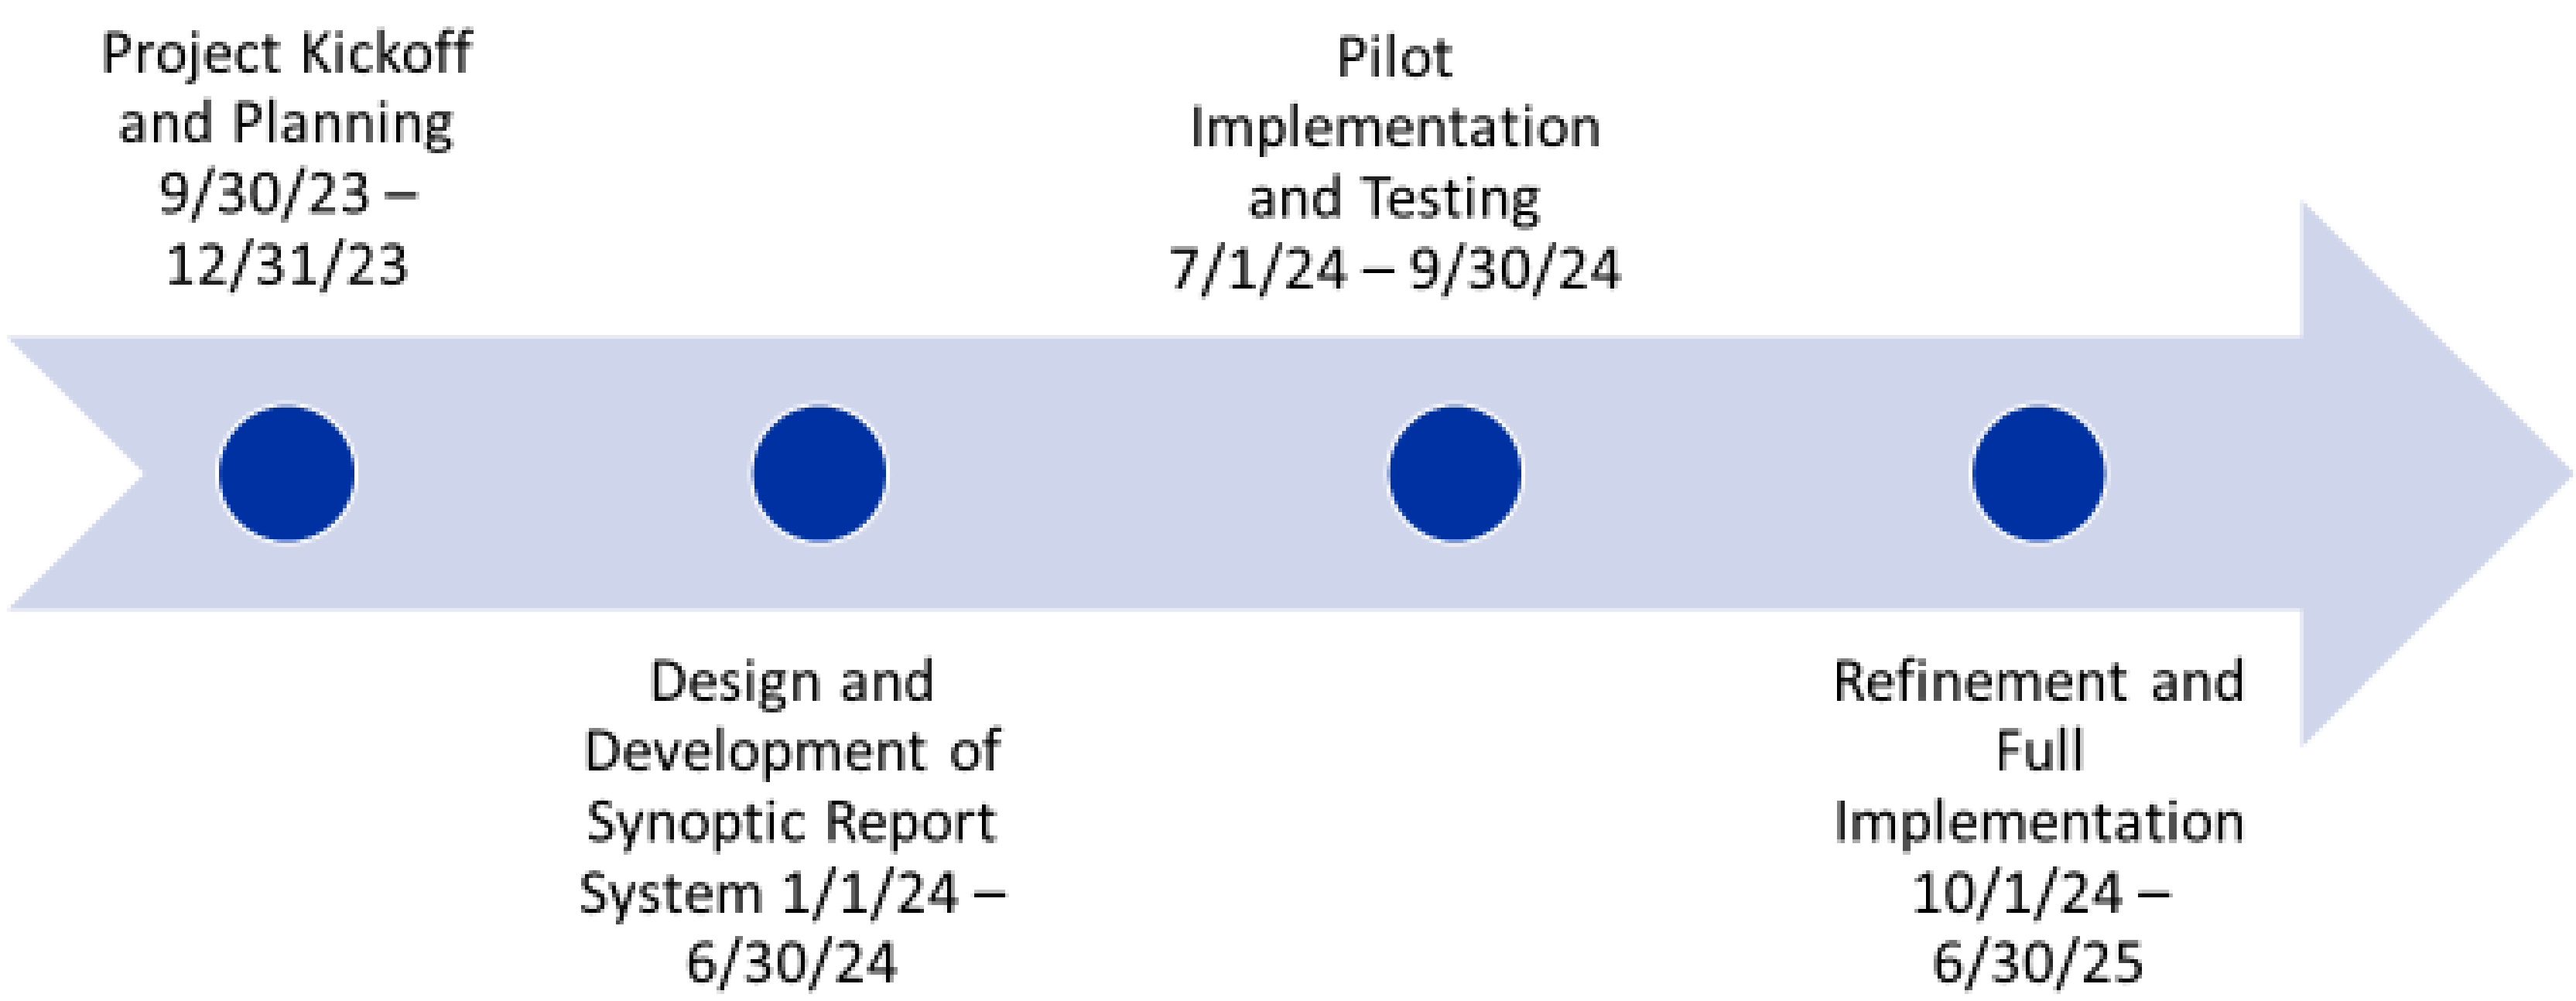 Project Kickoff
and Planning
9/30/23 –
12/31/23
Design and
Development of
Synoptic Report
System 1/1/24 –
6/30/24
Pilot
Implementation
and Testing
7/1/24 – 9/30/24
Refinement and
Full
Implementation
10/1/24 –
6/30/25